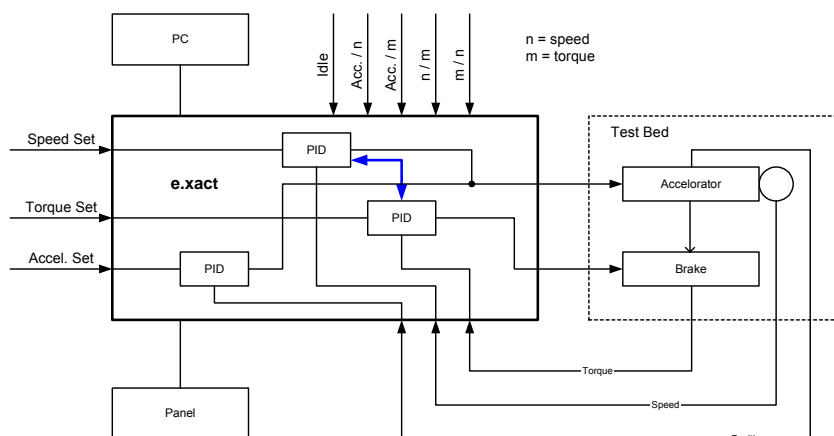 PC
Idle
Acc. / n
Acc. / m
n / m
m / n
n = speed
m = torque
Speed Set
PID
e.xact
Torque Set
PID
Accel. Set
PID
Test Bed
Accelorator
Brake
Torque
Speed
Panel